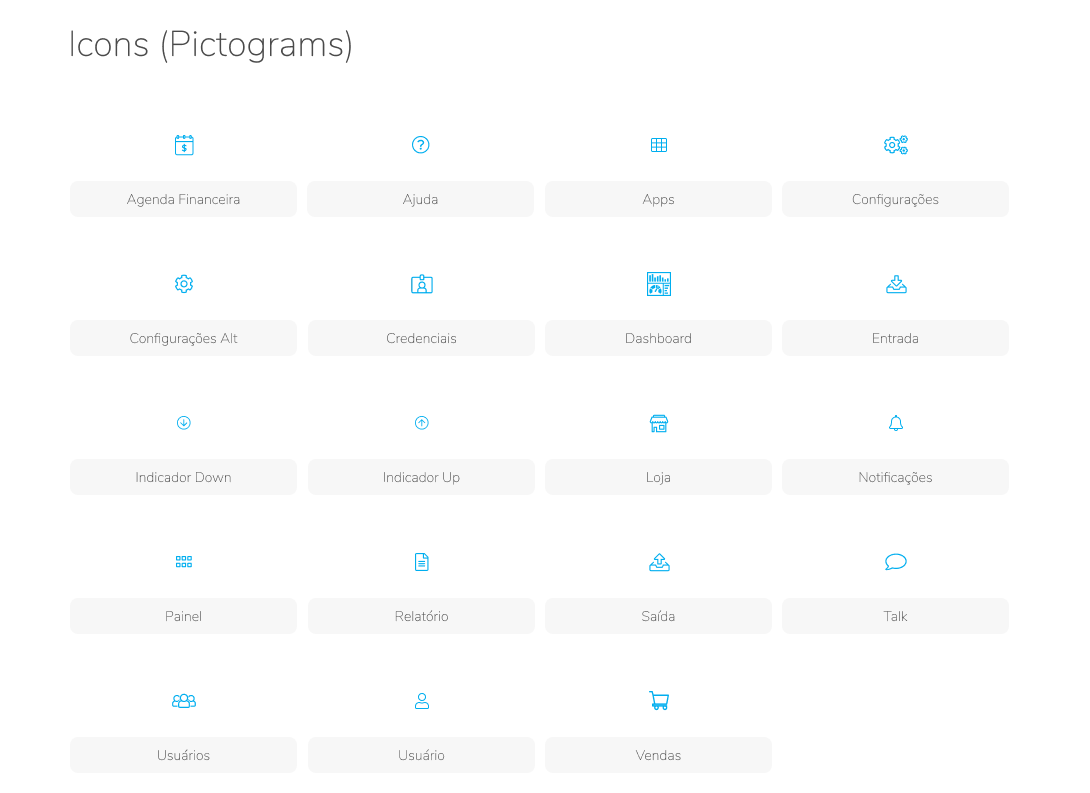 Icons (Pictograms)
Agenda Financeira
Ajuda
Apps
Configurações
Configurações Alt
Credenciais
Dashboard
Entrada
Indicador Down
Indicador Up
Loja
Notificações
Painel
Relatório
Saída
Talk
Usuários
Usuário
Vendas